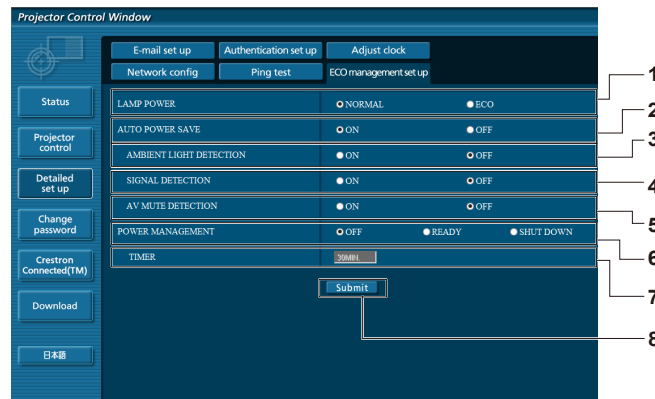 Projector Control Window
E-mail set up Authentication set up Adjust clock
Network config Ping test ECO management set up
Status
Projector control
Detailed set up
Change password
Crestron Connected(TM)
Download
日本語
LAMP POWER NORMAL ECO
AUTO POWER SAVE ON OFF
AMBIENT LIGHT DETECTION ON OFF
SIGNAL DETECTION ON OFF
AV MUTE DETECTION ON OFF
POWER MANAGEMENT OFF READY SHUT DOWN
TIMER 30MIN.
Submit
1
2
3
4
5
6
7
8